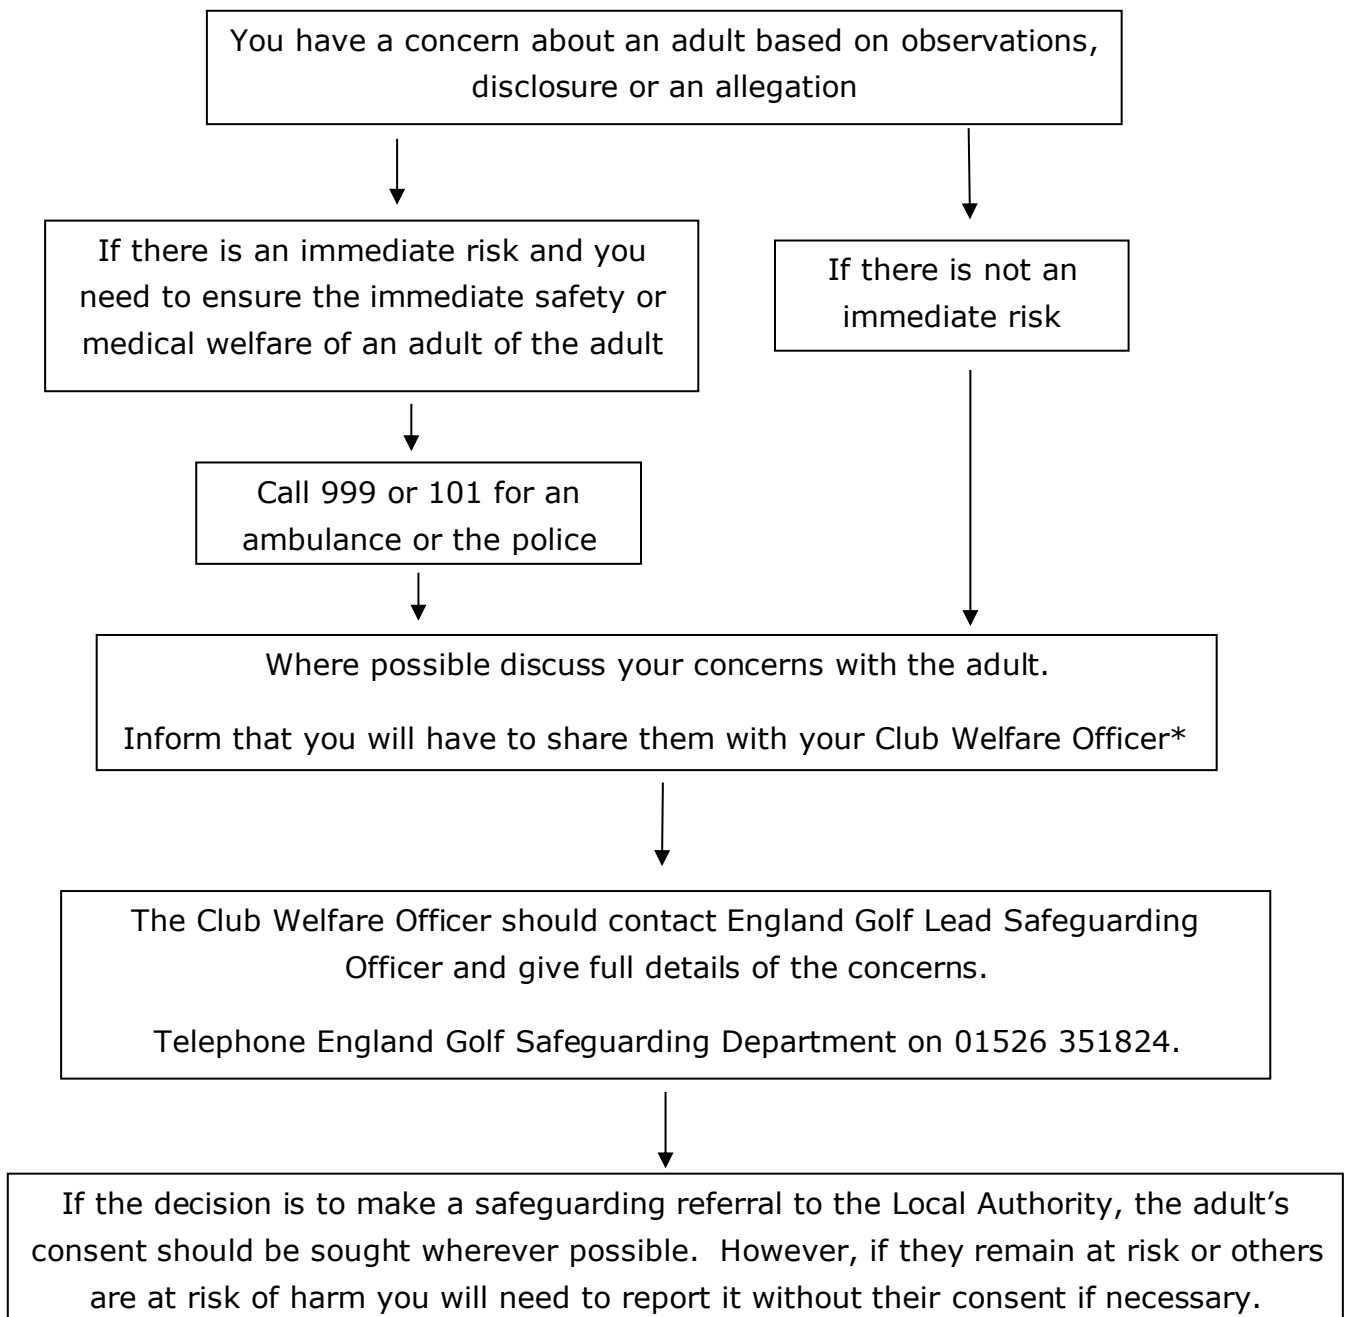 You have a concern about an adult based on observations,
disclosure or an allegation
If there is an immediate risk and you
need to ensure the immediate safety or
medical welfare of an adult of the adult
If there is not an
immediate risk
Call 999 or 101 for an
ambulance or the police
Where possible discuss your concerns with the adult.
Inform that you will have to share them with your Club Welfare Officer*
The Club Welfare Officer should contact England Golf Lead Safeguarding
Officer and give full details of the concerns.
Telephone England Golf Safeguarding Department on 01526 351824.
If the decision is to make a safeguarding referral to the Local Authority, the adult’s
consent should be sought wherever possible.  However, if they remain at risk or others
are at risk of harm you will need to report it without their consent if necessary.